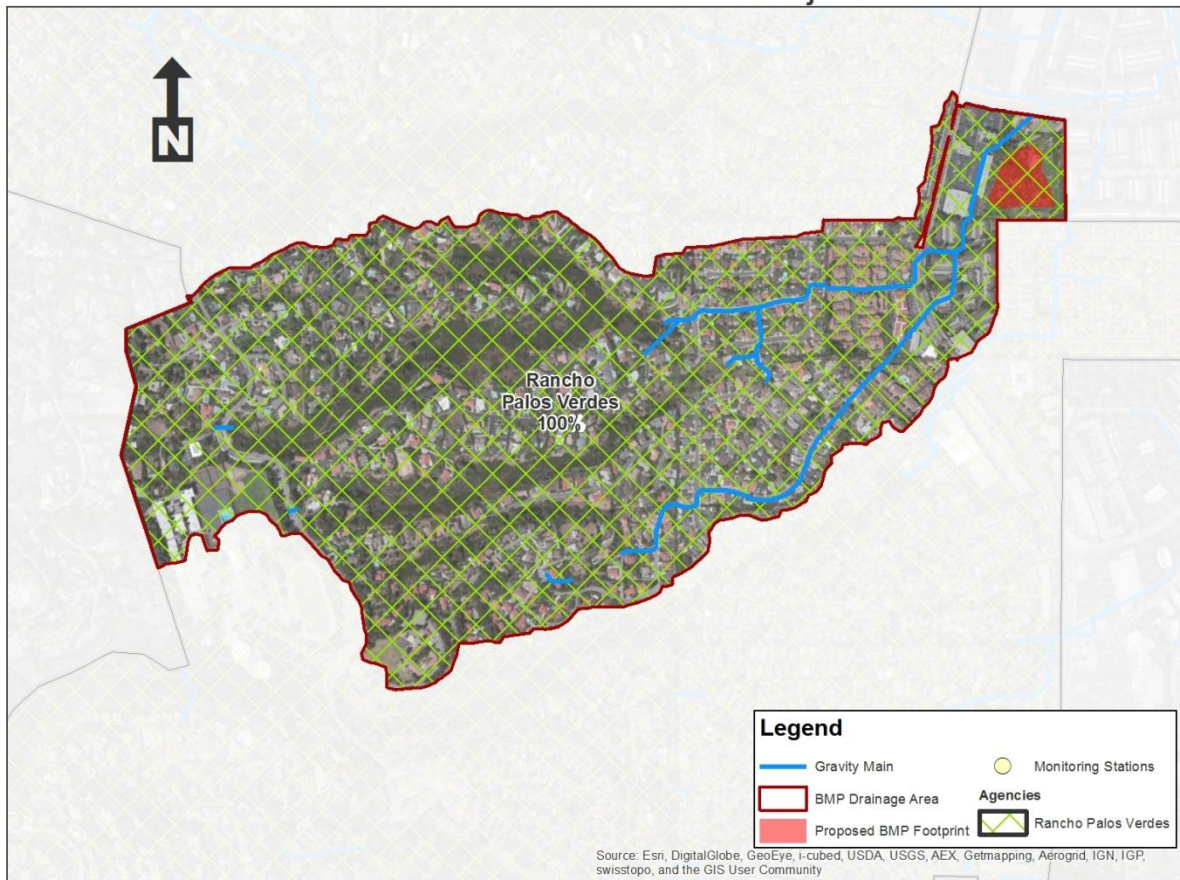 N
Rancho
Palos Verdes
100%
Legend
Gravity Main
Monitoring Stations
BMP Drainage Area
Agencies
Proposed BMP Footprint
Rancho Palos Verdes
Source: Esri, DigitalGlobe, GeoEye, i-cubed, USDA, USGS, AEX, Getmapping, Aerogrid, IGN, IGP,
swisstopo, and the GIS User Community